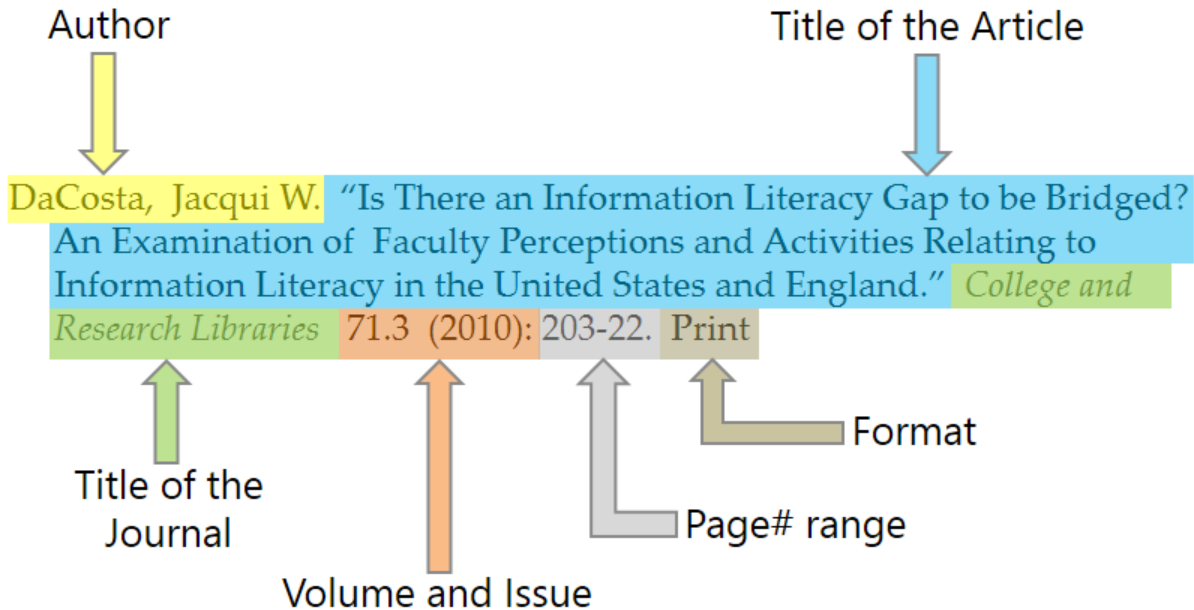 Author
Title of the Article
DaCosta, Jacqui W. “Is There an Information Literacy Gap to be Bridged?
An Examination of Faculty Perceptions and Activities Relating to
Information Literacy in the United States and England.” College and
Research Libraries 71.3 (2010): 203-22. Print
Format
Title of the
Journal
Page# range
Volume and Issue